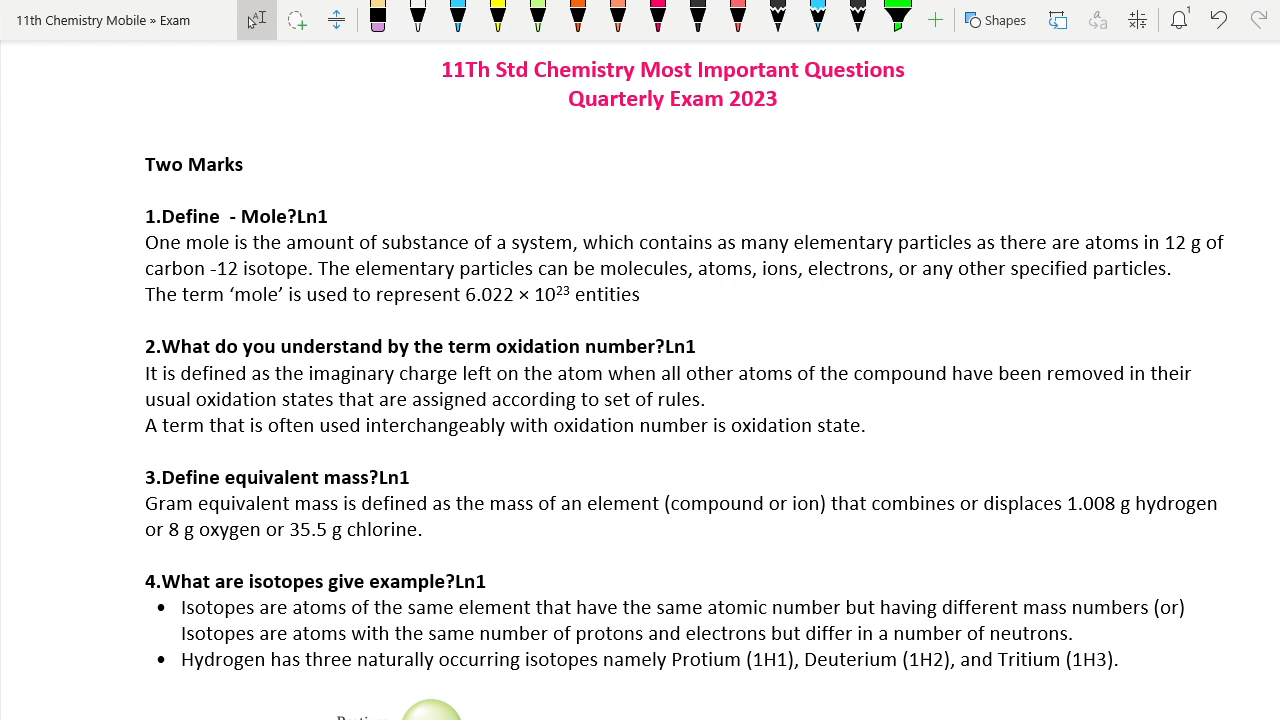 11th Chemistry Mobile » Exam
Shapes
1
11Th Std Chemistry Most Important Questions
Quarterly Exam 2023
Two Marks
1.Define  - Mole?Ln1
One mole is the amount of substance of a system, which contains as many elementary particles as there are atoms in 12 g of
carbon -12 isotope. The elementary particles can be molecules, atoms, ions, electrons, or any other specified particles.
The term ‘mole’ is used to represent 6.022 × 10²³ entities
2.What do you understand by the term oxidation number?Ln1
It is defined as the imaginary charge left on the atom when all other atoms of the compound have been removed in their
usual oxidation states that are assigned according to set of rules.
A term that is often used interchangeably with oxidation number is oxidation state.
3.Define equivalent mass?Ln1
Gram equivalent mass is defined as the mass of an element (compound or ion) that combines or displaces 1.008 g hydrogen
or 8 g oxygen or 35.5 g chlorine.
4.What are isotopes give example?Ln1
• Isotopes are atoms of the same element that have the same atomic number but having different mass numbers (or)
Isotopes are atoms with the same number of protons and electrons but differ in a number of neutrons.
• Hydrogen has three naturally occurring isotopes namely Protium (1H1), Deuterium (1H2), and Tritium (1H3).